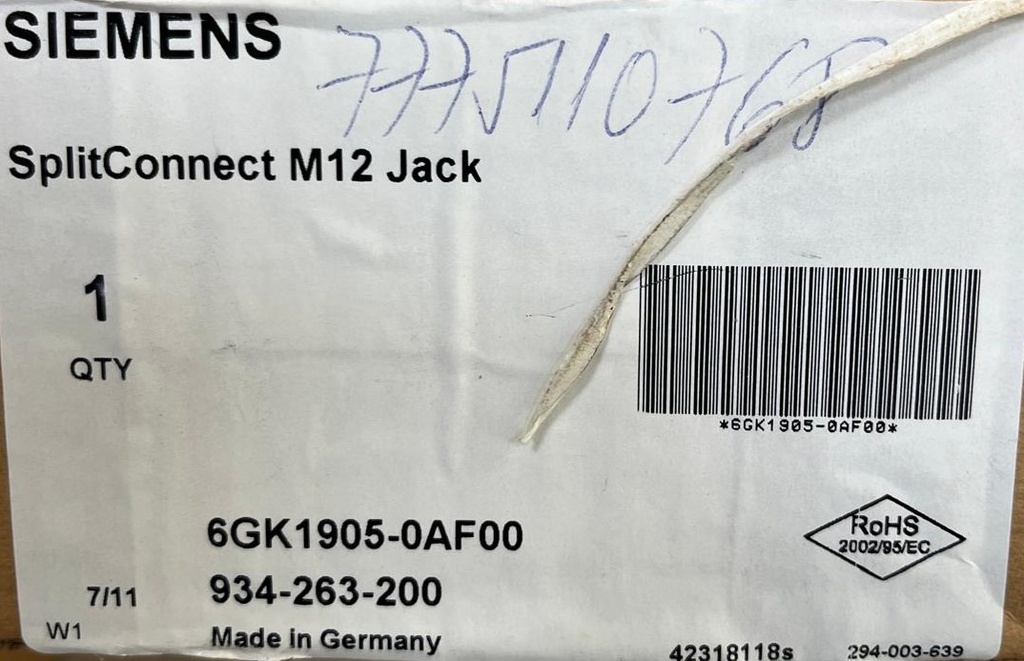 SIEMENS
777511076
SplitConnect M12 Jack
1
QTY
*6GK1905-0AF00*
6GK1905-0AF00
RoHS
2002/95/EC
7/11
934-263-200
W1
Made in Germany
42318118s
294-003-639